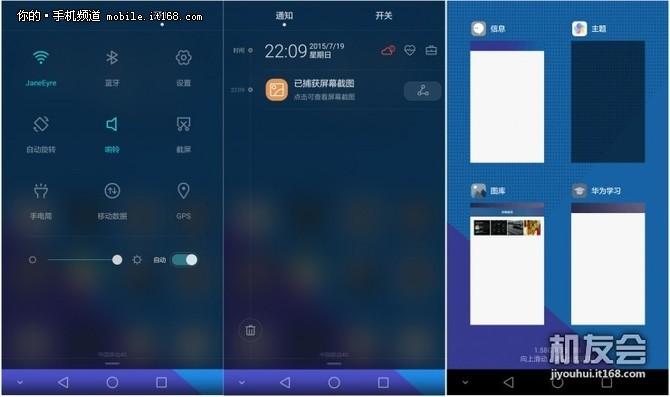 你的·手机频道 mobile.it168.com
JaneEyre
蓝牙
设置
自动旋转
响铃
截屏
手电筒
移动数据
GPS
自动
中国移动4G
通知
开关
时间
22:09
2015/7/19
星期日
22:09
已捕获屏幕截图
点击可查看屏幕截图
中国移动4G
信息
主题
图库
华为学习
向上滑动
机友会
jiyouhui.it168.com